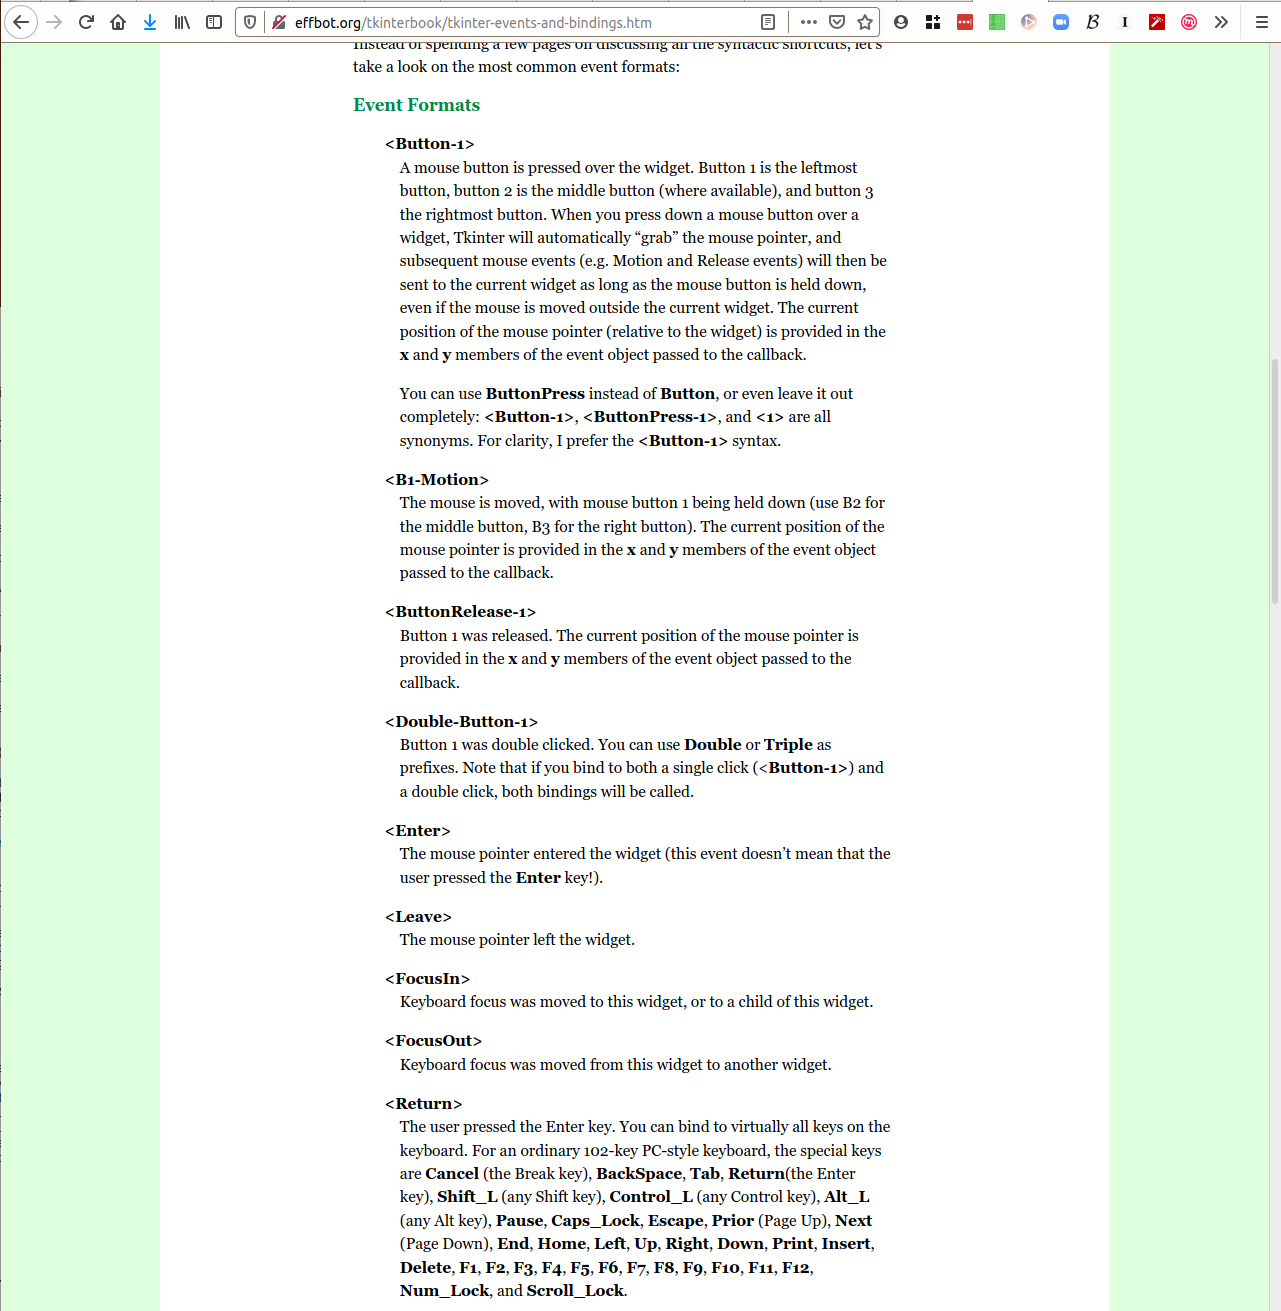 effbot.org/tkinterbook/tkinter-events-and-bindings.htm
Instead of spending a few pages on discussing all the syntactic shortcuts, let's
take a look on the most common event formats:
Event Formats
<Button-1>
A mouse button is pressed over the widget. Button 1 is the leftmost
button, button 2 is the middle button (where available), and button 3
the rightmost button. When you press down a mouse button over a
widget, Tkinter will automatically “grab” the mouse pointer, and
subsequent mouse events (e.g. Motion and Release events) will then be
sent to the current widget as long as the mouse button is held down,
even if the mouse is moved outside the current widget. The current
position of the mouse pointer (relative to the widget) is provided in the
x and y members of the event object passed to the callback.
You can use ButtonPress instead of Button, or even leave it out
completely: <Button-1>, <ButtonPress-1>, and <1> are all
synonyms. For clarity, I prefer the <Button-1> syntax.
<B1-Motion>
The mouse is moved, with mouse button 1 being held down (use B2 for
the middle button, B3 for the right button). The current position of the
mouse pointer is provided in the x and y members of the event object
passed to the callback.
<ButtonRelease-1>
Button 1 was released. The current position of the mouse pointer is
provided in the x and y members of the event object passed to the
callback.
<Double-Button-1>
Button 1 was double clicked. You can use Double or Triple as
prefixes. Note that if you bind to both a single click (<Button-1>) and
a double click, both bindings will be called.
<Enter>
The mouse pointer entered the widget (this event doesn’t mean that the
user pressed the Enter key!).
<Leave>
The mouse pointer left the widget.
<FocusIn>
Keyboard focus was moved to this widget, or to a child of this widget.
<FocusOut>
Keyboard focus was moved from this widget to another widget.
<Return>
The user pressed the Enter key. You can bind to virtually all keys on the
keyboard. For an ordinary 102-key PC-style keyboard, the special keys
are Cancel (the Break key), BackSpace, Tab, Return(the Enter
key), Shift_L (any Shift key), Control_L (any Control key), Alt_L
(any Alt key), Pause, Caps_Lock, Escape, Prior (Page Up), Next
(Page Down), End, Home, Left, Up, Right, Down, Print, Insert,
Delete, F1, F2, F3, F4, F5, F6, F7, F8, F9, F10, F11, F12,
Num_Lock, and Scroll_Lock.